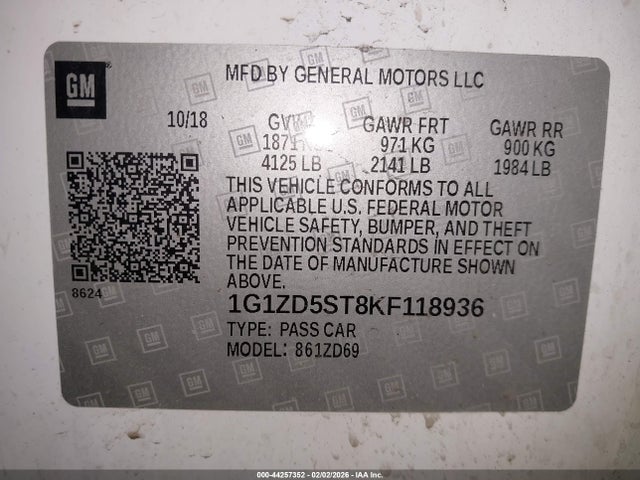 GM
MFD BY GENERAL MOTORS LLC
10/18
GAWR FRT
GAWR RR
971 KG
900 KG
4125 LB
2141 LB
1984 LB
THIS VEHICLE CONFORMS TO ALL
APPLICABLE U.S. FEDERAL MOTOR
VEHICLE SAFETY, BUMPER, AND THEFT
PREVENTION STANDARDS IN EFFECT ON
THE DATE OF MANUFACTURE SHOWN
ABOVE.
8624
1G1ZD5ST8KF118936
TYPE: PASS CAR
MODEL: 861ZD69
000-44257352 - 02/02/2026 - IAA Inc.